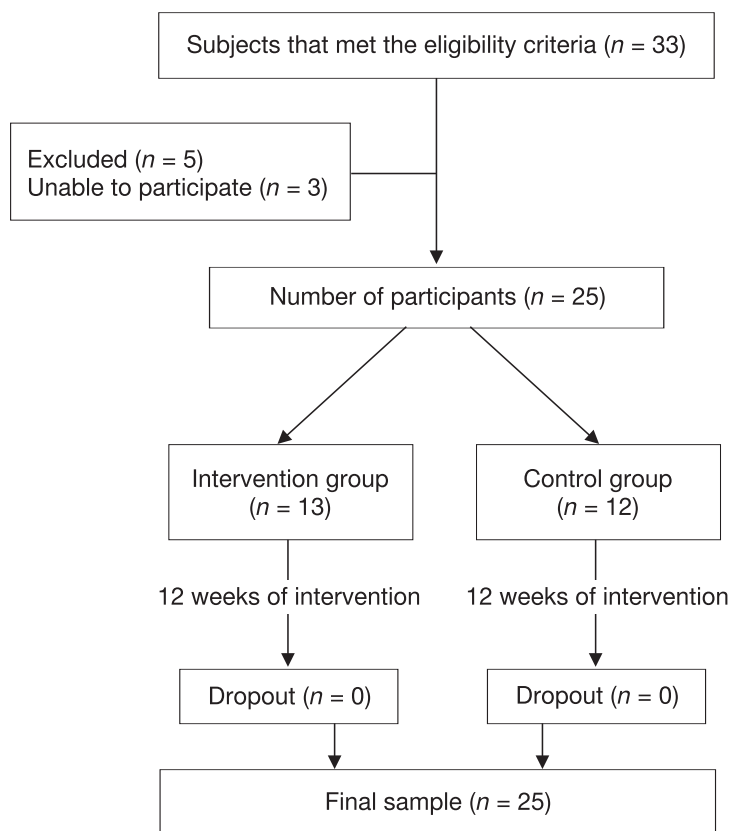 Subjects that met the eligibility criteria (n = 33)
Excluded (n = 5)
Unable to participate (n = 3)
Number of participants (n = 25)
Intervention group
(n = 13)
Control group
(n = 12)
12 weeks of intervention
12 weeks of intervention
Dropout (n = 0)
Dropout (n = 0)
Final sample (n = 25)